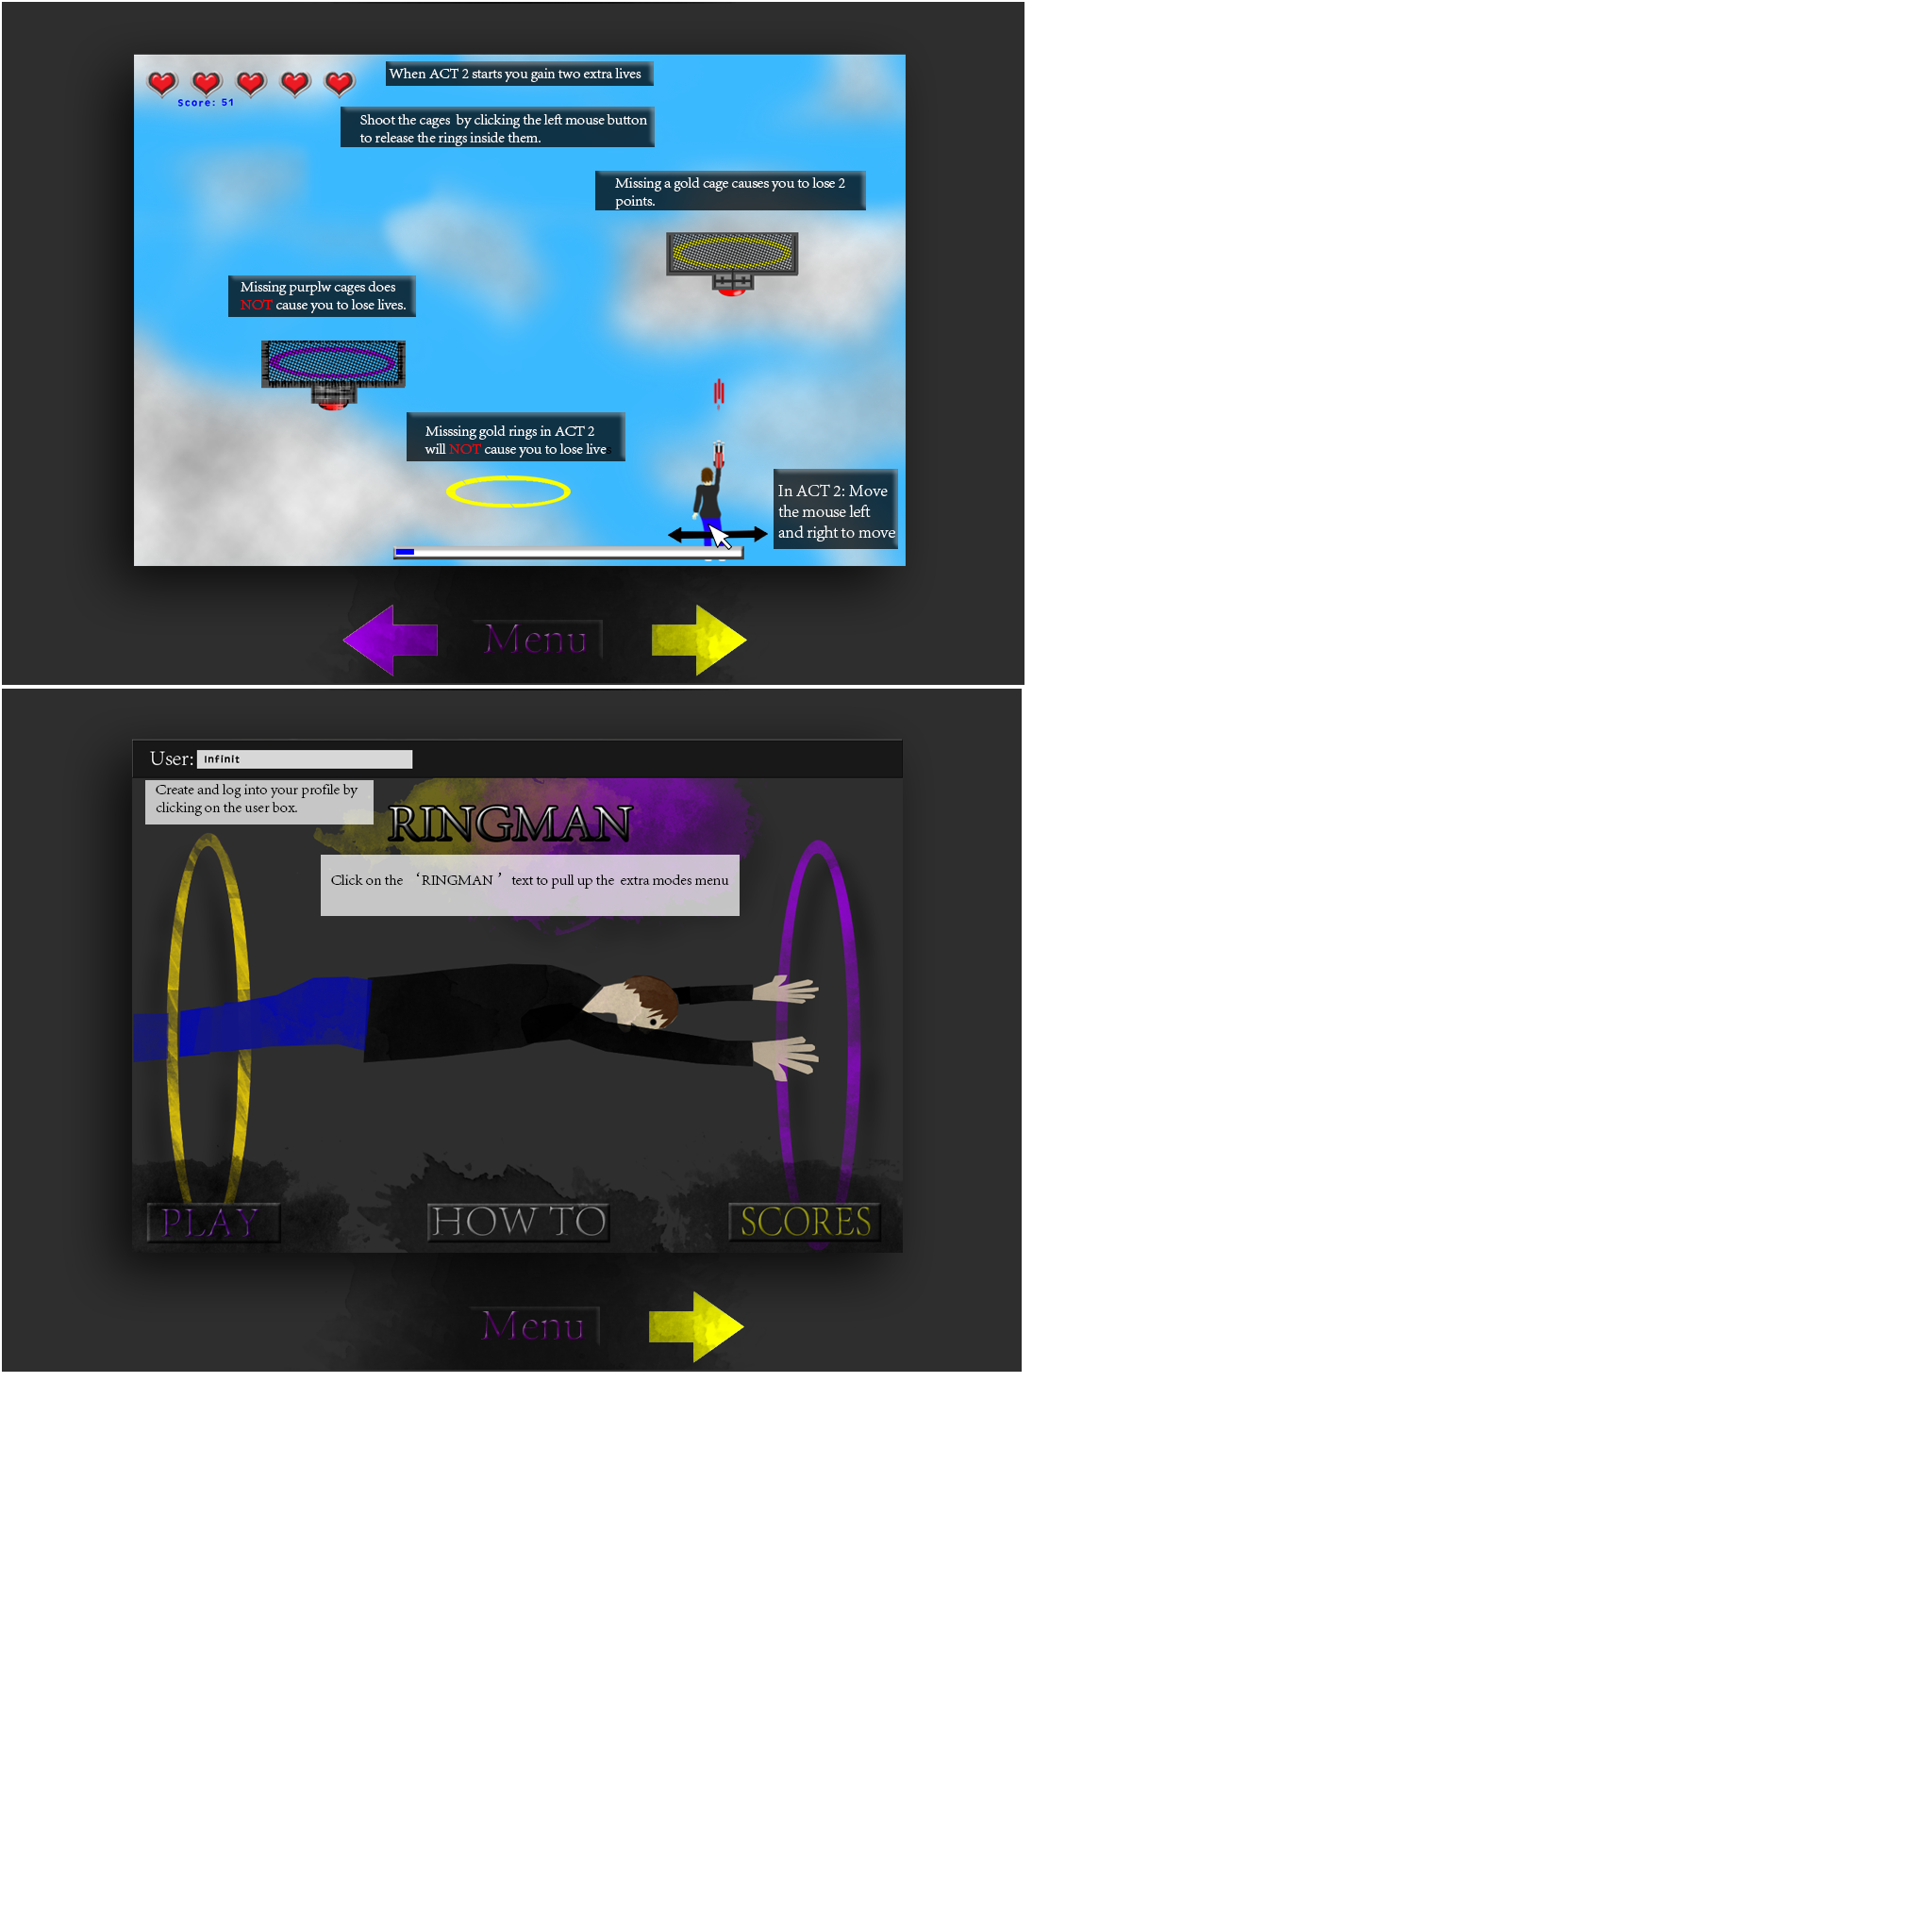 When ACT 2 starts you gain two extra lives
Score: 51
Shoot the cages by clicking the left mouse button
to release the rings inside them.
Missing a gold cage causes you to lose 2
points.
Missing purplw cages does
NOT cause you to lose lives.
Misssing gold rings in ACT 2
will NOT cause you to lose live
In ACT 2: Move
the mouse left
and right to move
Menu
User: Infinit
Create and log into your profile by
clicking on the user box.
RINGMAN
Click on the ‘RINGMAN’ text to pull up the extra modes menu
PLAY
HOW TO
SCORES
Menu